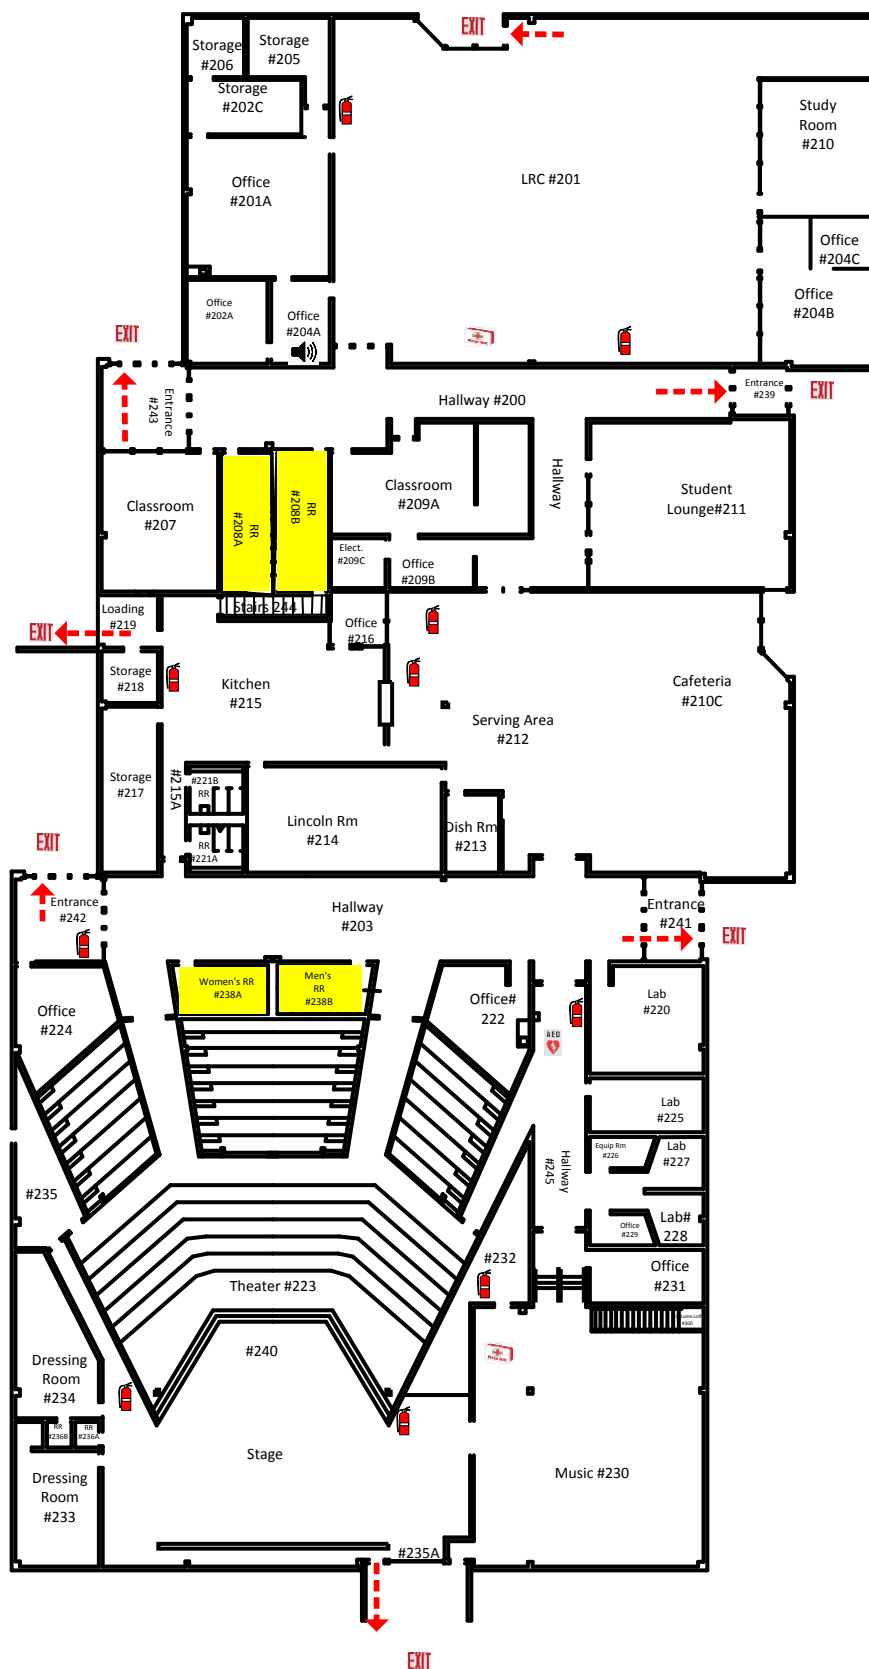 EXIT
Storage
#206
Storage
#205
Storage
#202C
Study
Room
#210
Office
#201A
LRC #201
Office
#204C
Office
#204B
Office
#202A
Office
#204A
EXIT
Entrance
#243
Hallway #200
Entrance
#239
EXIT
Classroom
#207
RR
#208A
RR
#208B
Classroom
#209A
Hallway
Student
Lounge#211
Elect.
#209C
Office
#209B
Loading
#219
EXIT
Stairs 244
Office
#216
Storage
#218
Kitchen
#215
Cafeteria
#210C
Serving Area
#212
Storage
#217
#215A
#221B
RR
RR
#221A
Lincoln Rm
#214
Dish Rm
#213
EXIT
Entrance
#242
Hallway
#203
Entrance
#241
EXIT
Women's RR
#238A
Men's
RR
#238B
Office
#224
Office#
222
AED
Lab
#220
Lab
#225
Equip Rm
#226
Lab
#227
Hallway
#245
Office
#229
Lab#
228
#235
#232
Office
#231
Theater #223
#300
#240
Dressing
Room
#234
RR
#236B
RR
#236A
Stage
Music #230
Dressing
Room
#233
#235A
EXIT